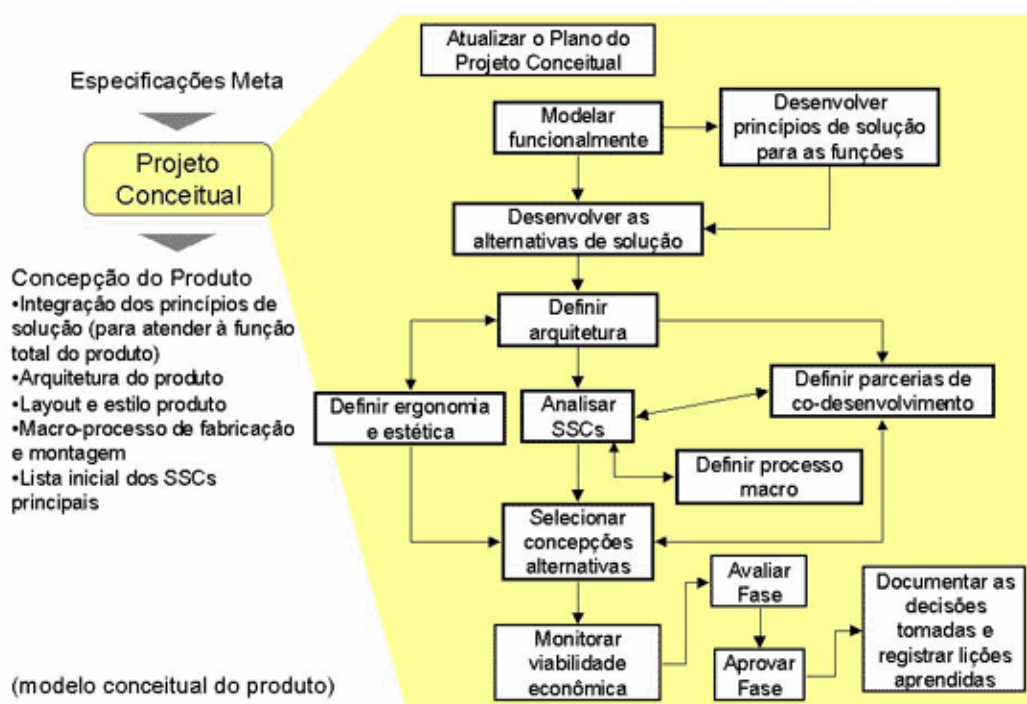 Especificações Meta
Projeto
Conceitual
Concepção do Produto
•Integração dos princípios de
solução (para atender à função
total do produto)
•Arquitetura do produto
•Layout e estilo produto
•Macro-processo de fabricação
e montagem
•Lista inicial dos SSCs
principais
(modelo conceitual do produto)
Atualizar o Plano do
Projeto Conceitual
Modelar
funcionalmente
Desenvolver
princípios de solução
para as funções
Desenvolver as
alternativas de solução
Definir
arquitetura
Definir ergonomia
e estética
Analisar
SSCs
Definir parcerias de
co-desenvolvimento
Definir processo
macro
Selecionar
concepções
alternativas
Monitorar
viabilidade
econômica
Avaliar
Fase
Aprovar
Fase
Documentar as
decisões
tomadas e
registrar lições
aprendidas